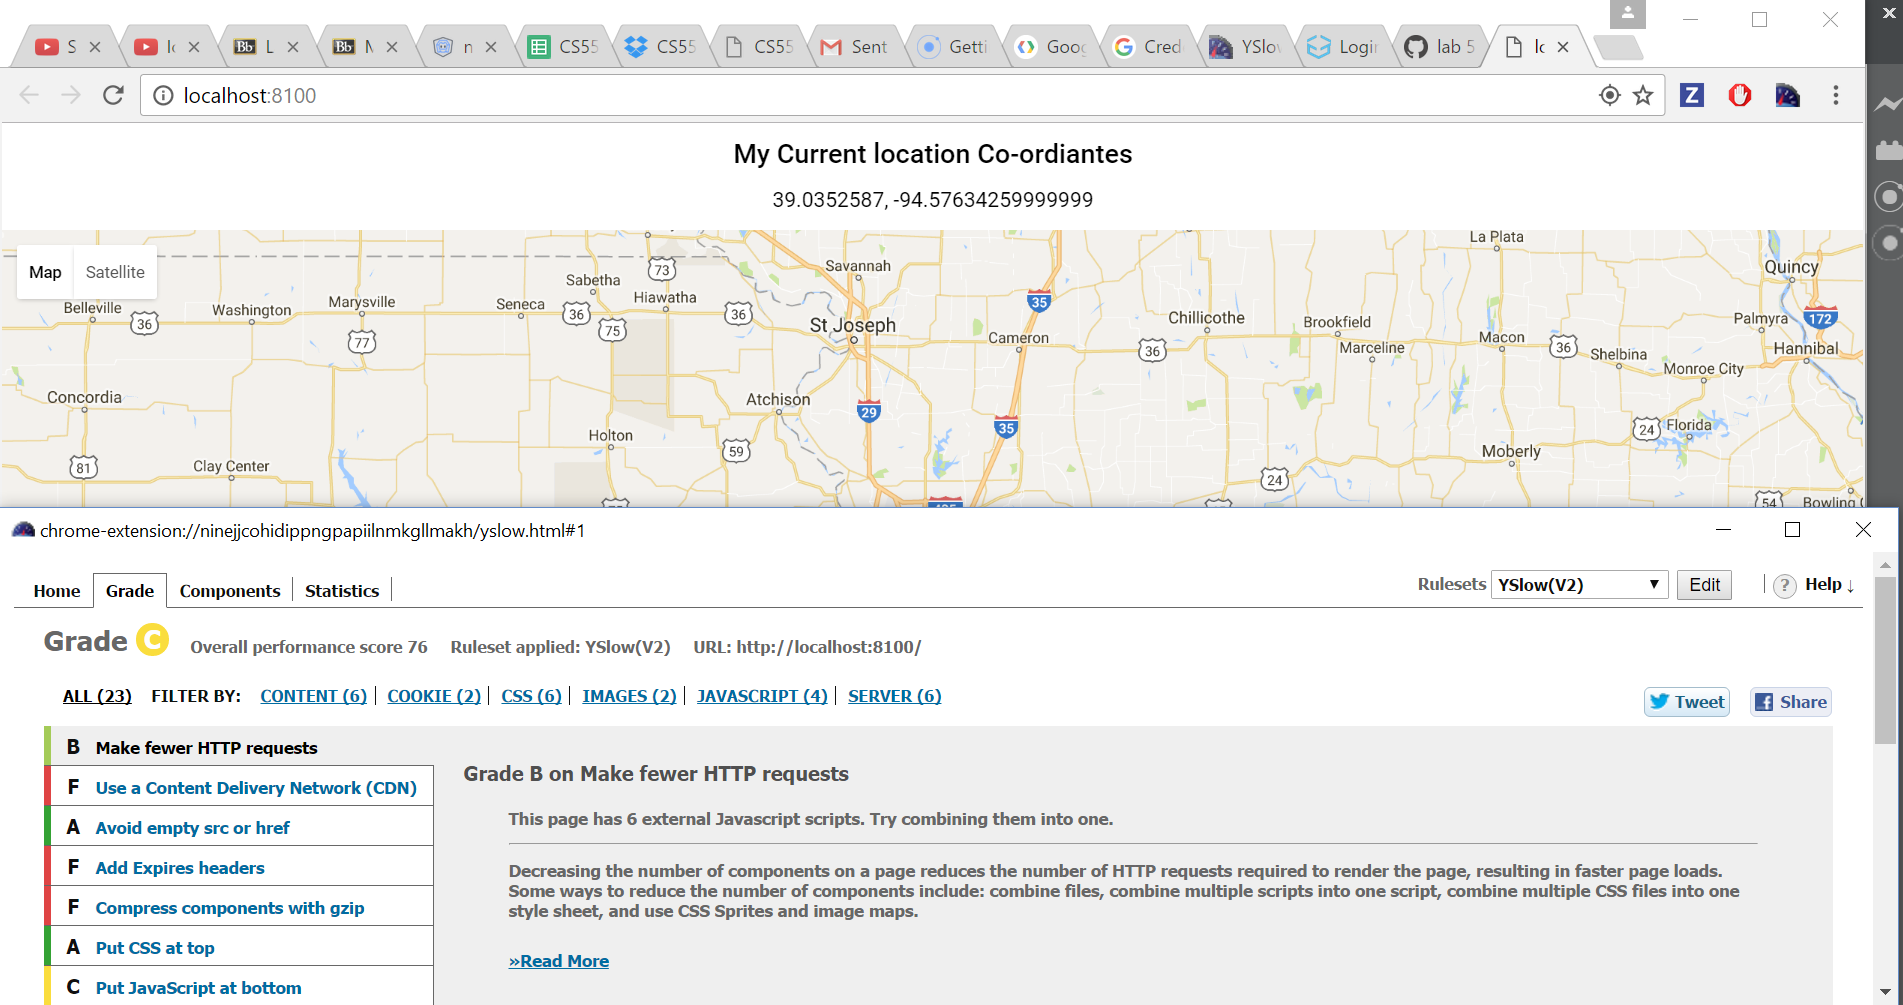 S
Bb L
Bb
n
CS55
CS55
CS55
Sent
Getti
Goog
Cred
YSlov
Login
lab 5
lc
localhost:8100
Z
My Current location Co-ordiantes
39.0352587, -94.57634259999999
Map Satellite
La Plata
Quincy
Savannah
73
Sabetha
Hiawatha
Seneca
Marysville
Washington
Belleville
36
77
36
75
36
35
St Joseph
Cameron
Chillicothe
36
Brookfield
Marceline
Macon
36
Shelbina
Palmyra
172
Hannibal
Monroe City
Concordia
Atchison
29
35
Holton
59
24
Florida
Moberly
81
Clay Center
24
54
Bowling
chrome-extension://ninejjcohidippngpapiilnmkgllmakh/yslow.html#1
Home Grade Components Statistics
Rulesets YSlow(V2) Edit ? Help ↓
Grade C Overall performance score 76 Ruleset applied: YSlow(V2) URL: http://localhost:8100/
ALL (23) FILTER BY: CONTENT (6) | COOKIE (2) | CSS (6) | IMAGES (2) | JAVASCRIPT (4) | SERVER (6)
Tweet Share
B Make fewer HTTP requests
F Use a Content Delivery Network (CDN)
A Avoid empty src or href
F Add Expires headers
F Compress components with gzip
A Put CSS at top
C Put JavaScript at bottom
Grade B on Make fewer HTTP requests
This page has 6 external Javascript scripts. Try combining them into one.
Decreasing the number of components on a page reduces the number of HTTP requests required to render the page, resulting in faster page loads.
Some ways to reduce the number of components include: combine files, combine multiple scripts into one script, combine multiple CSS files into one
style sheet, and use CSS Sprites and image maps.
»Read More